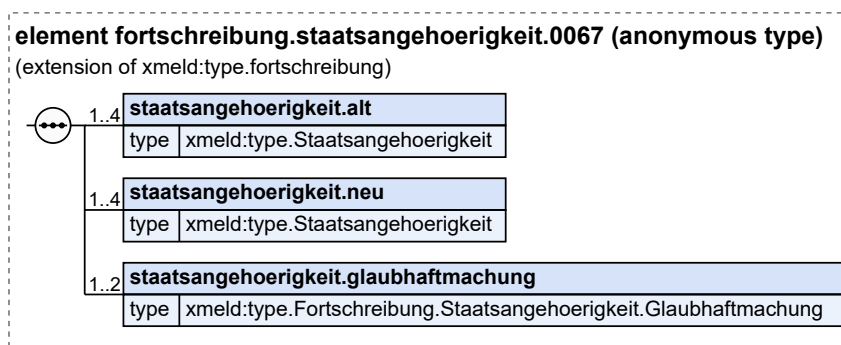 element fortschreibung.staatsangehoerigkeit.0067 (anonymous type)
(extension of xmeld:type.fortschreibung)
1..4 staatsangehoerigkeit.alt
type xmeld:type.Staatsangehoerigkeit
1..4 staatsangehoerigkeit.neu
type xmeld:type.Staatsangehoerigkeit
1..2 staatsangehoerigkeit.glaubhaftmachung
type xmeld:type.Fortschreibung.Staatsangehoerigkeit.Glaubhaftmachung